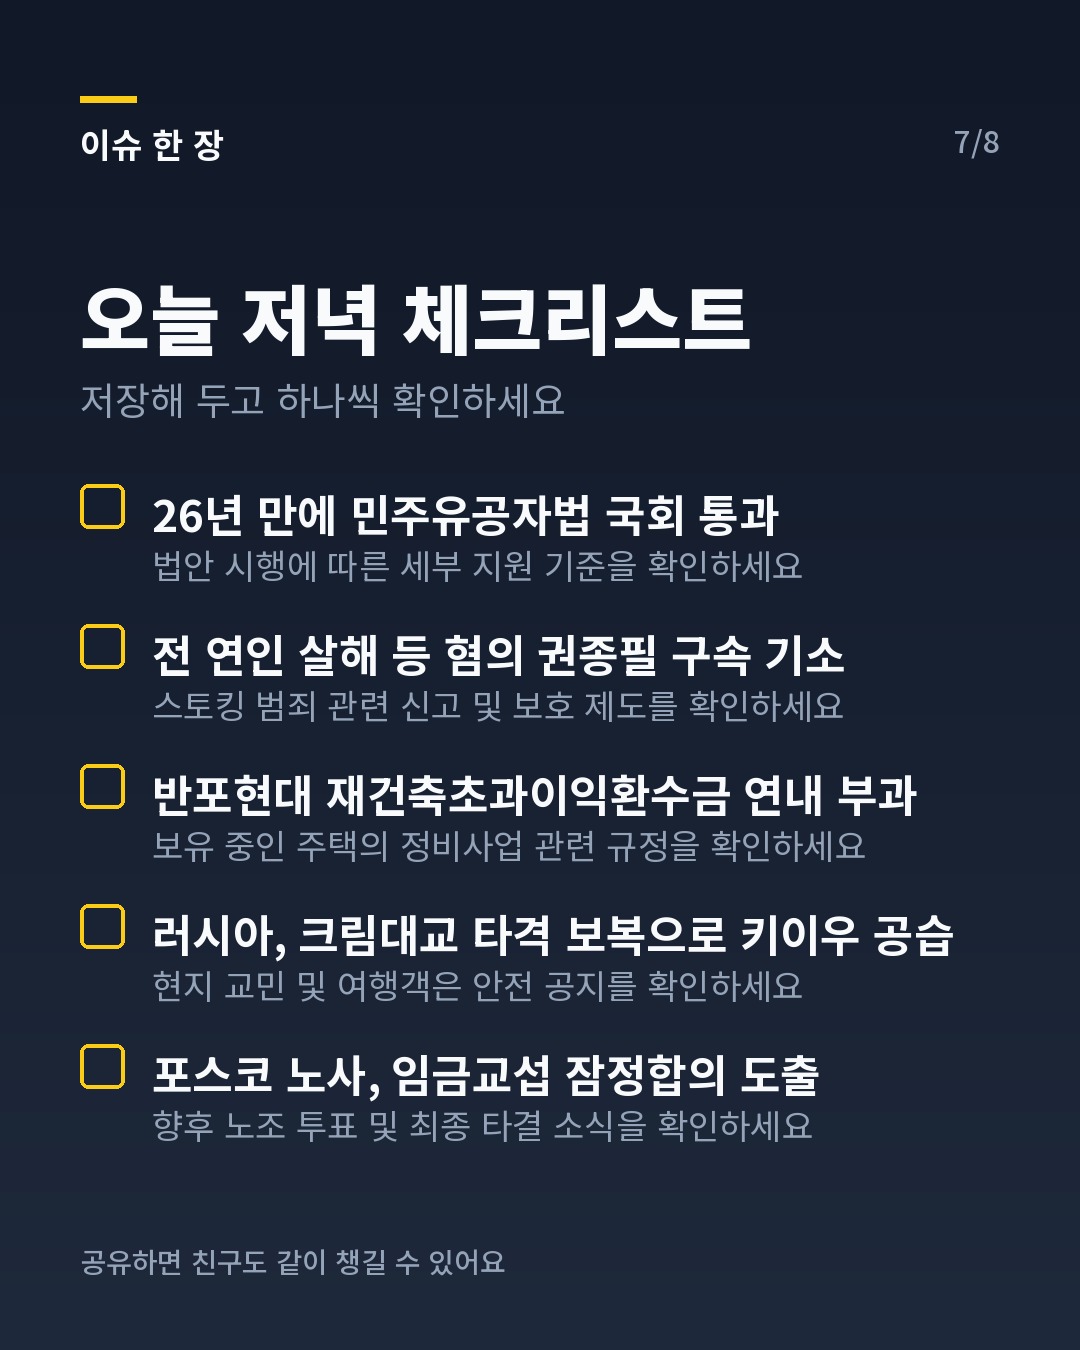 이슈 한 장
7/8
오늘 저녁 체크리스트
저장해 두고 하나씩 확인하세요
26년 만에 민주유공자법 국회 통과
법안 시행에 따른 세부 지원 기준을 확인하세요
전 연인 살해 등 혐의 권종필 구속 기소
스토킹 범죄 관련 신고 및 보호 제도를 확인하세요
반포현대 재건축초과이익환수금 연내 부과
보유 중인 주택의 정비사업 관련 규정을 확인하세요
러시아, 크림대교 타격 보복으로 키이우 공습
현지 교민 및 여행객은 안전 공지를 확인하세요
포스코 노사, 임금교섭 잠정합의 도출
향후 노조 투표 및 최종 타결 소식을 확인하세요
공유하면 친구도 같이 챙길 수 있어요